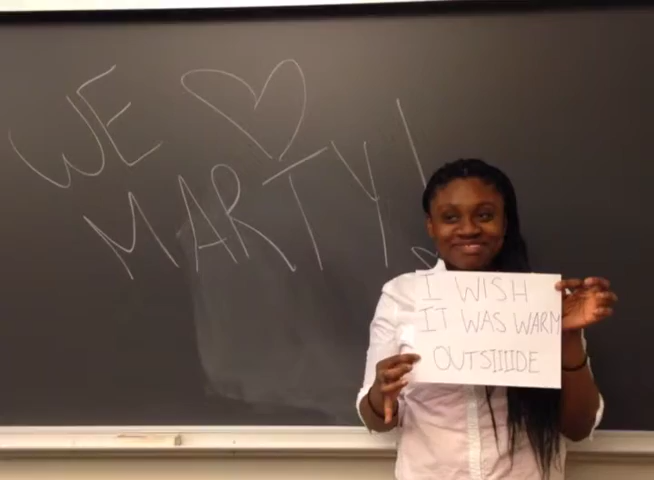 WE ♡
MARTY!
I WISH
IT WAS WARM
OUTSIIIIDE